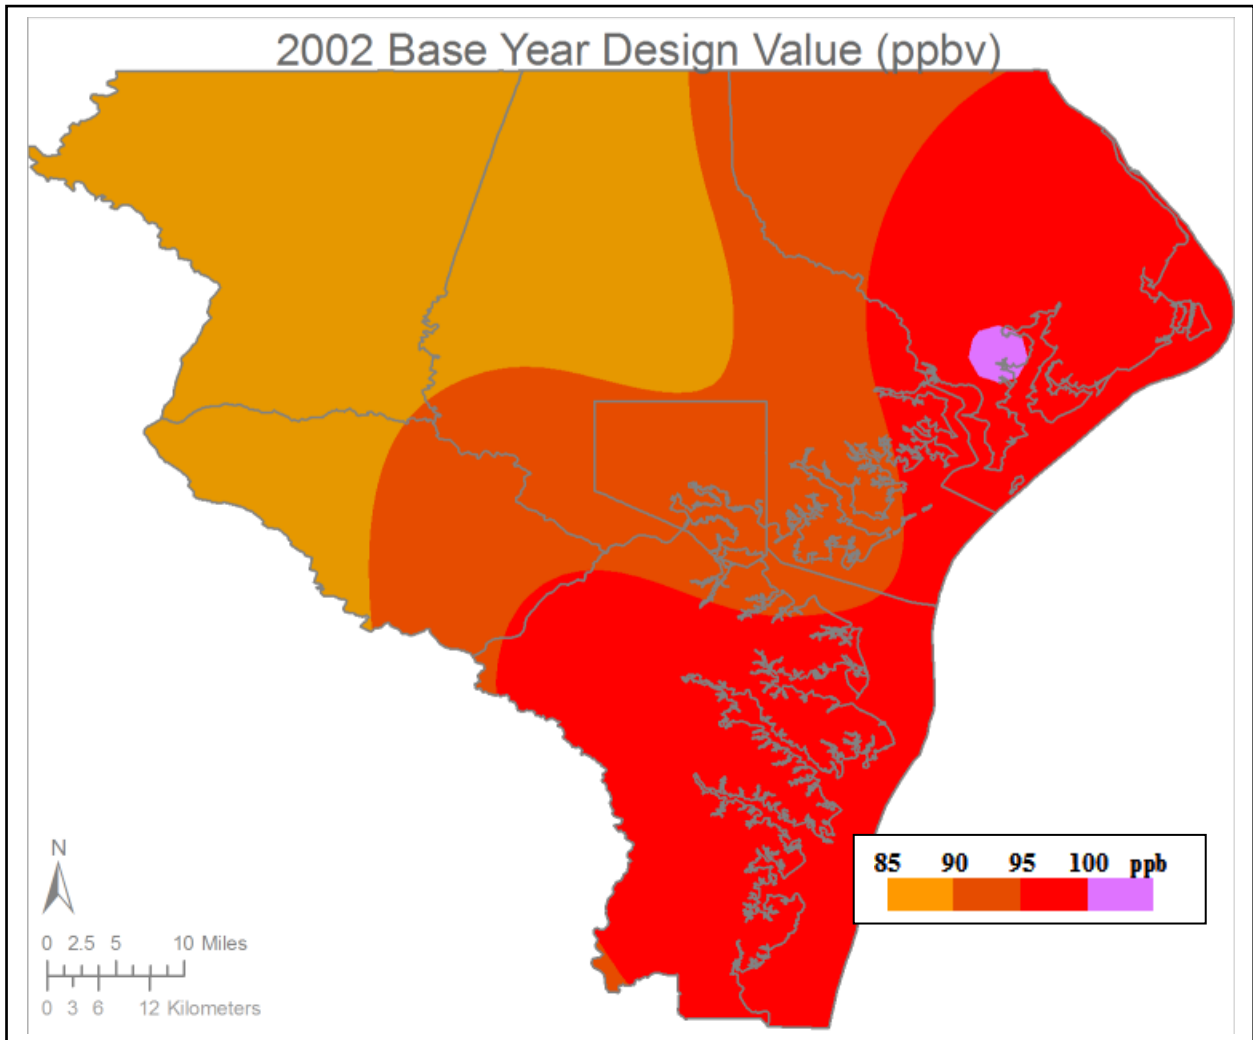 2002 Base Year Design Value (ppbv)
85 90 95 100 ppb
N
0 2.5 5 10 Miles
0 3 6 12 Kilometers